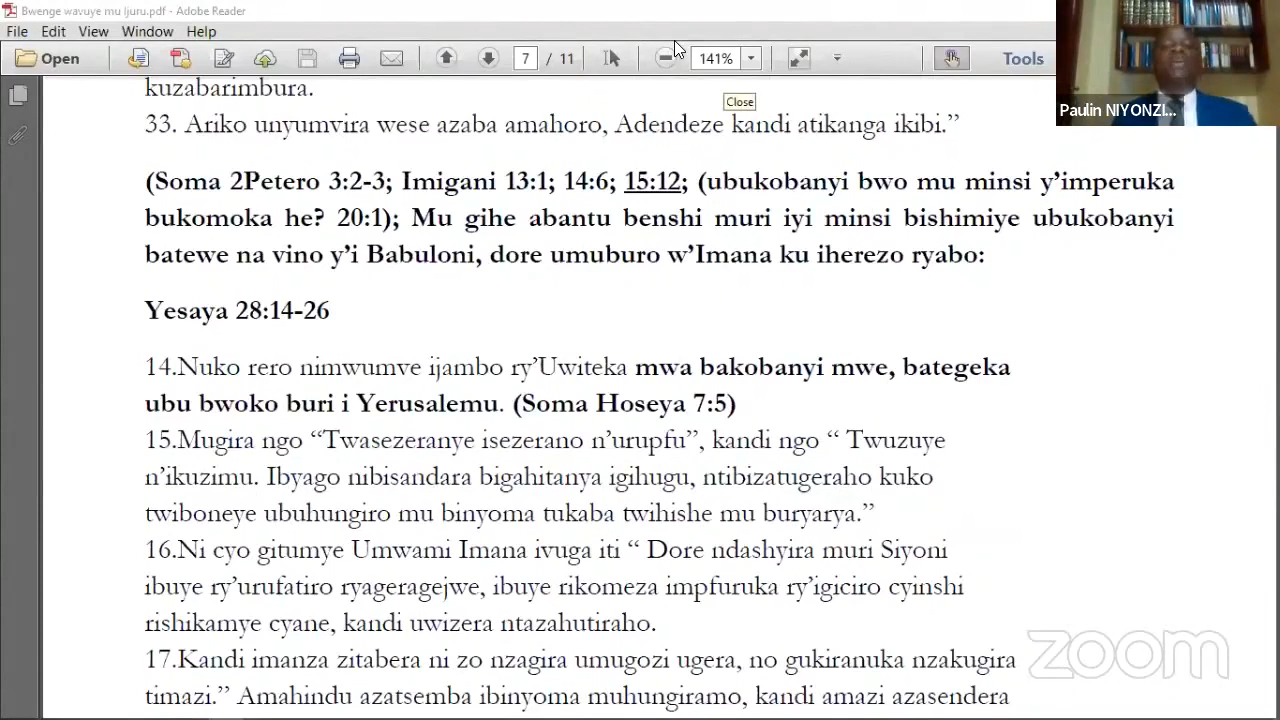 Bwenge wavuye mu Ijuru.pdf - Adobe Reader
File Edit View Window Help
Open 7 / 11 141% Tools
Close
Paulin NIYONZI...
kuzabarimbura.
33. Ariko unyumvira wese azaba amahoro, Adendeze kandi atikanga ikibi.”
(Soma 2Petero 3:2-3; Imigani 13:1; 14:6; 15:12; (ubukobanyi bwo mu minsi y’imperuka
bukomoka he? 20:1); Mu gihe abantu benshi muri iyi minsi bishimiye ubukobanyi
batewe na vino y’i Babuloni, dore umuburo w’Imana ku iherezo ryabo:
Yesaya 28:14-26
14.Nuko rero nimwumve ijambo ry’Uwiteka mwa bakobanyi mwe, bategeka
ubu bwoko buri i Yerusalemu. (Soma Hoseya 7:5)
15.Mugira ngo “Twasezeranye isezerano n’urupfu”, kandi ngo “ Twuzuye
n’ikuzimu. Ibyago nibisandara bigahitanya igihugu, ntibizatugeraho kuko
twiboneye ubuhungiro mu binyoma tukaba twihishe mu buryarya.”
16.Ni cyo gitumye Umwami Imana ivuga iti “ Dore ndashyira muri Siyoni
ibuye ry’urufatiro ryageragejwe, ibuye rikomeza impfuruka ry’igiciro cyinshi
rishikamye cyane, kandi uwizera ntazahutiraho.
17.Kandi imanza zitabera ni zo nzagira umugozi ugera, no gukiranuka nzakugira
timazi.” Amahindu azatsemba ibinyoma muhungiramo, kandi amazi azasendera
zoom